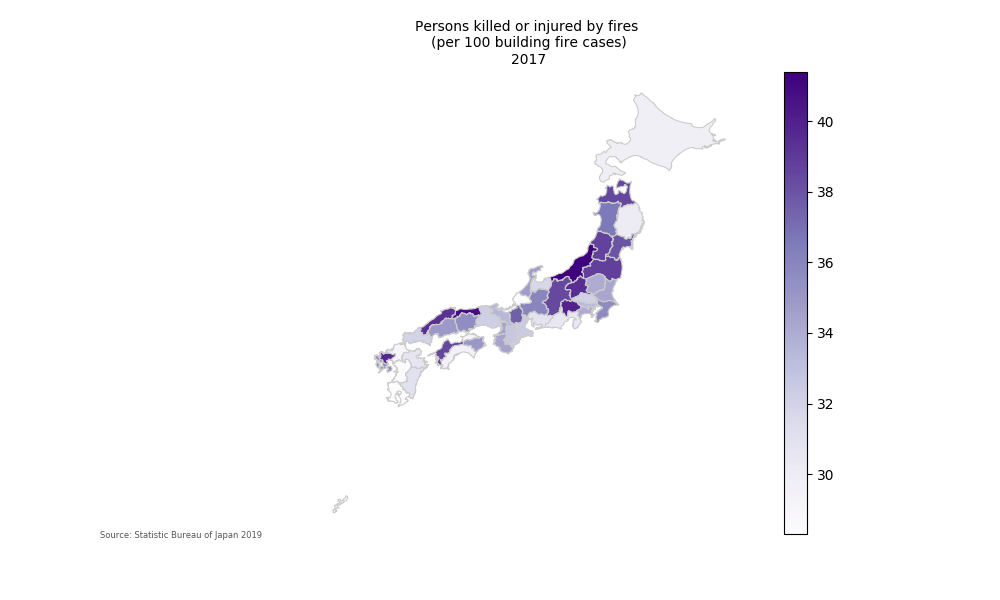 Persons killed or injured by fires
(per 100 building fire cases)
2017
40
38
36
34
32
30
Source: Statistic Bureau of Japan 2019